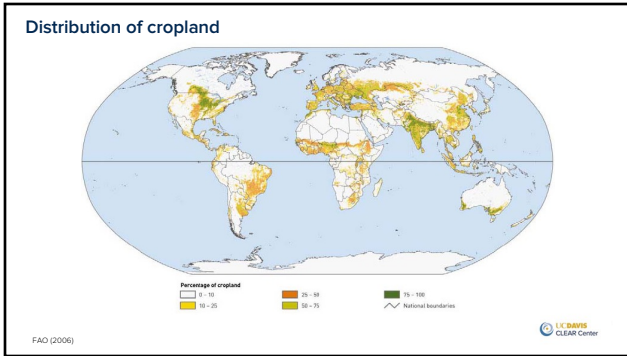 Distribution of cropland
Percentage of cropland
0 – 10
10 – 25
25 – 50
50 – 75
75 – 100
National boundaries
FAO (2006)
UC DAVIS
CLEAR Center